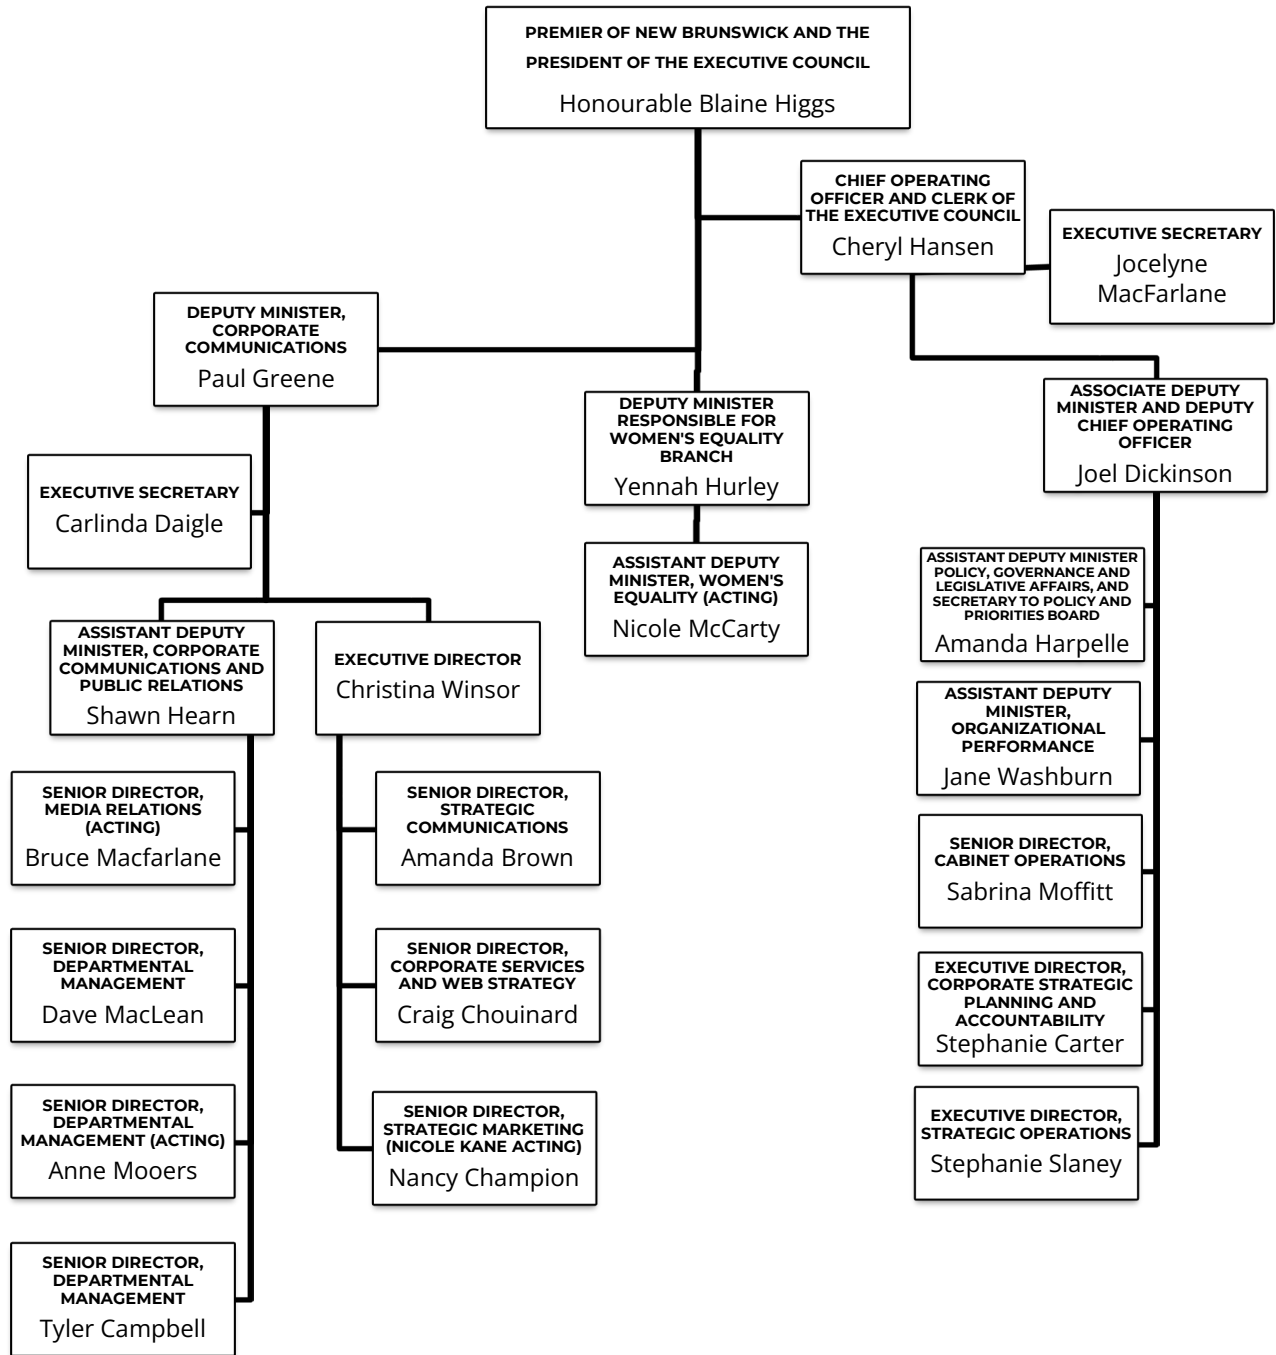 PREMIER OF NEW BRUNSWICK AND THE
PRESIDENT OF THE EXECUTIVE COUNCIL
Honourable Blaine Higgs
CHIEF OPERATING
OFFICER AND CLERK OF
THE EXECUTIVE COUNCIL
Cheryl Hansen
EXECUTIVE SECRETARY
Jocelyne
MacFarlane
DEPUTY MINISTER,
CORPORATE
COMMUNICATIONS
Paul Greene
DEPUTY MINISTER
RESPONSIBLE FOR
WOMEN'S EQUALITY
BRANCH
Yennah Hurley
ASSOCIATE DEPUTY
MINISTER AND DEPUTY
CHIEF OPERATING
OFFICER
Joel Dickinson
EXECUTIVE SECRETARY
Carlinda Daigle
ASSISTANT DEPUTY
MINISTER, WOMEN'S
EQUALITY (ACTING)
Nicole McCarty
ASSISTANT DEPUTY MINISTER
POLICY, GOVERNANCE AND
LEGISLATIVE AFFAIRS, AND
SECRETARY TO POLICY AND
PRIORITIES BOARD
Amanda Harpelle
ASSISTANT DEPUTY
MINISTER, CORPORATE
COMMUNICATIONS AND
PUBLIC RELATIONS
Shawn Hearn
EXECUTIVE DIRECTOR
Christina Winsor
ASSISTANT DEPUTY
MINISTER,
ORGANIZATIONAL
PERFORMANCE
Jane Washburn
SENIOR DIRECTOR,
MEDIA RELATIONS
(ACTING)
Bruce Macfarlane
SENIOR DIRECTOR,
STRATEGIC
COMMUNICATIONS
Amanda Brown
SENIOR DIRECTOR,
CABINET OPERATIONS
Sabrina Moffitt
SENIOR DIRECTOR,
DEPARTMENTAL
MANAGEMENT
Dave MacLean
SENIOR DIRECTOR,
CORPORATE SERVICES
AND WEB STRATEGY
Craig Chouinard
EXECUTIVE DIRECTOR,
CORPORATE STRATEGIC
PLANNING AND
ACCOUNTABILITY
Stephanie Carter
SENIOR DIRECTOR,
DEPARTMENTAL
MANAGEMENT (ACTING)
Anne Mooers
SENIOR DIRECTOR,
STRATEGIC MARKETING
(NICOLE KANE ACTING)
Nancy Champion
EXECUTIVE DIRECTOR,
STRATEGIC OPERATIONS
Stephanie Slaney
SENIOR DIRECTOR,
DEPARTMENTAL
MANAGEMENT
Tyler Campbell